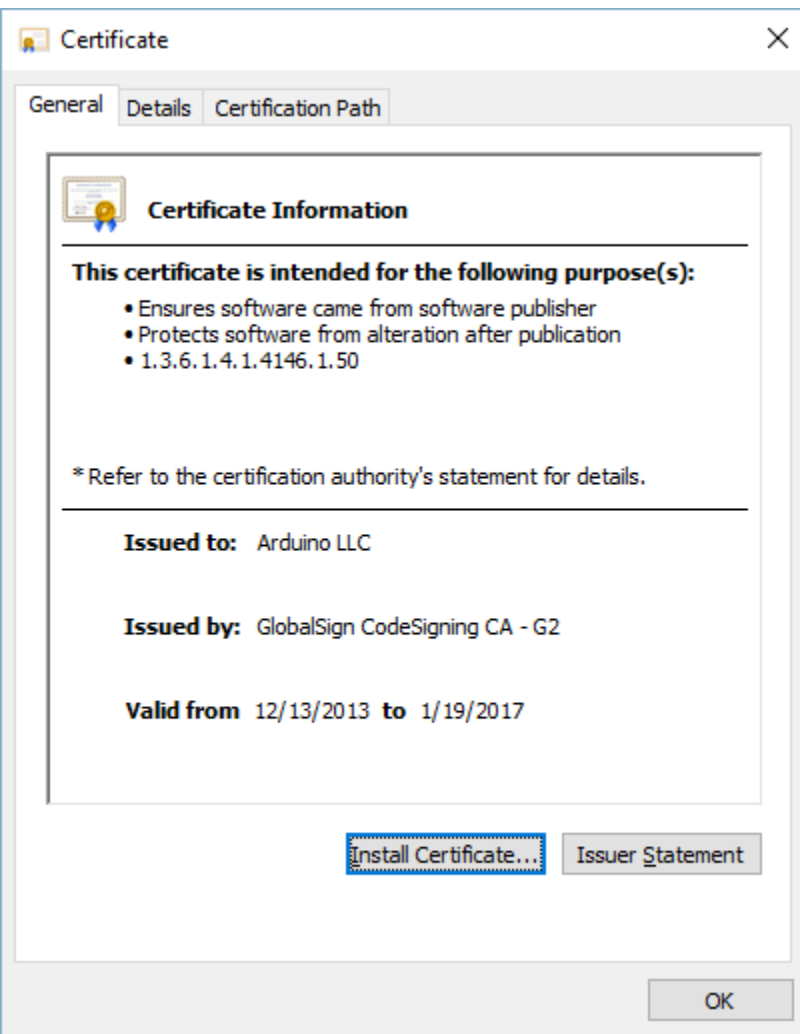 Certificate
General Details Certification Path
Certificate Information
This certificate is intended for the following purpose(s):
• Ensures software came from software publisher
• Protects software from alteration after publication
• 1.3.6.1.4.1.4146.1.50
* Refer to the certification authority's statement for details.
Issued to: Arduino LLC
Issued by: GlobalSign CodeSigning CA - G2
Valid from 12/13/2013 to 1/19/2017
Install Certificate... Issuer Statement
OK